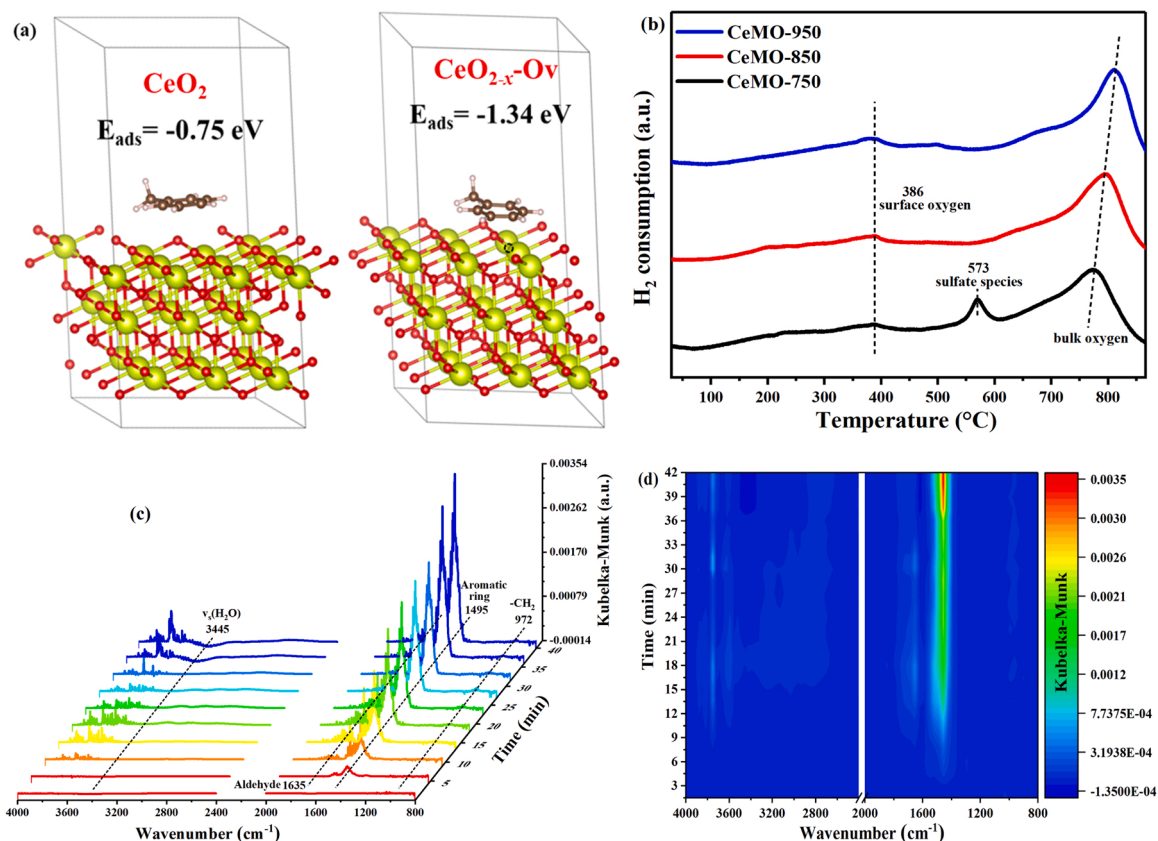 (a)
CeO2
Eads= -0.75 eV
CeO2-x-Ov
Eads= -1.34 eV
(b)
CeMO-950
CeMO-850
CeMO-750
386
surface oxygen
573
sulfate species
bulk oxygen
H2 consumption (a.u.)
100 200 300 400 500 600 700 800
Temperature (°C)
(c)
νs(H2O)
3445
Aromatic
ring
1495
-CH2
972
Aldehyde 1635
0.00354
0.00262
0.00170
0.00079
-0.00014
Kubelka-Munk (a.u.)
40
35
30
25
20
15
10
5
Time (min)
4000 3600 3200 2800 2400 2000 1600 1200 800
Wavenumber (cm-1)
(d)
42
39
36
33
30
27
24
21
18
15
12
9
6
3
Time (min)
4000 3600 3200 2800 2000 1600 1200 800
Wavenumber (cm-1)
Kubelka-Munk
0.0035
0.0030
0.0026
0.0021
0.0017
0.0012
7.7375E-04
3.1938E-04
-1.3500E-04